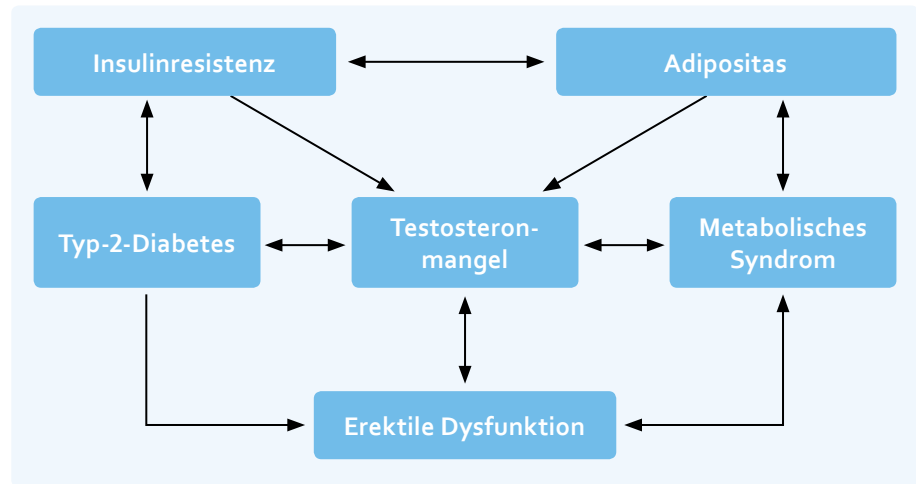 Insulinresistenz
Adipositas
Typ-2-Diabetes
Testosteron-
mangel
Metabolisches
Syndrom
Erektile Dysfunktion